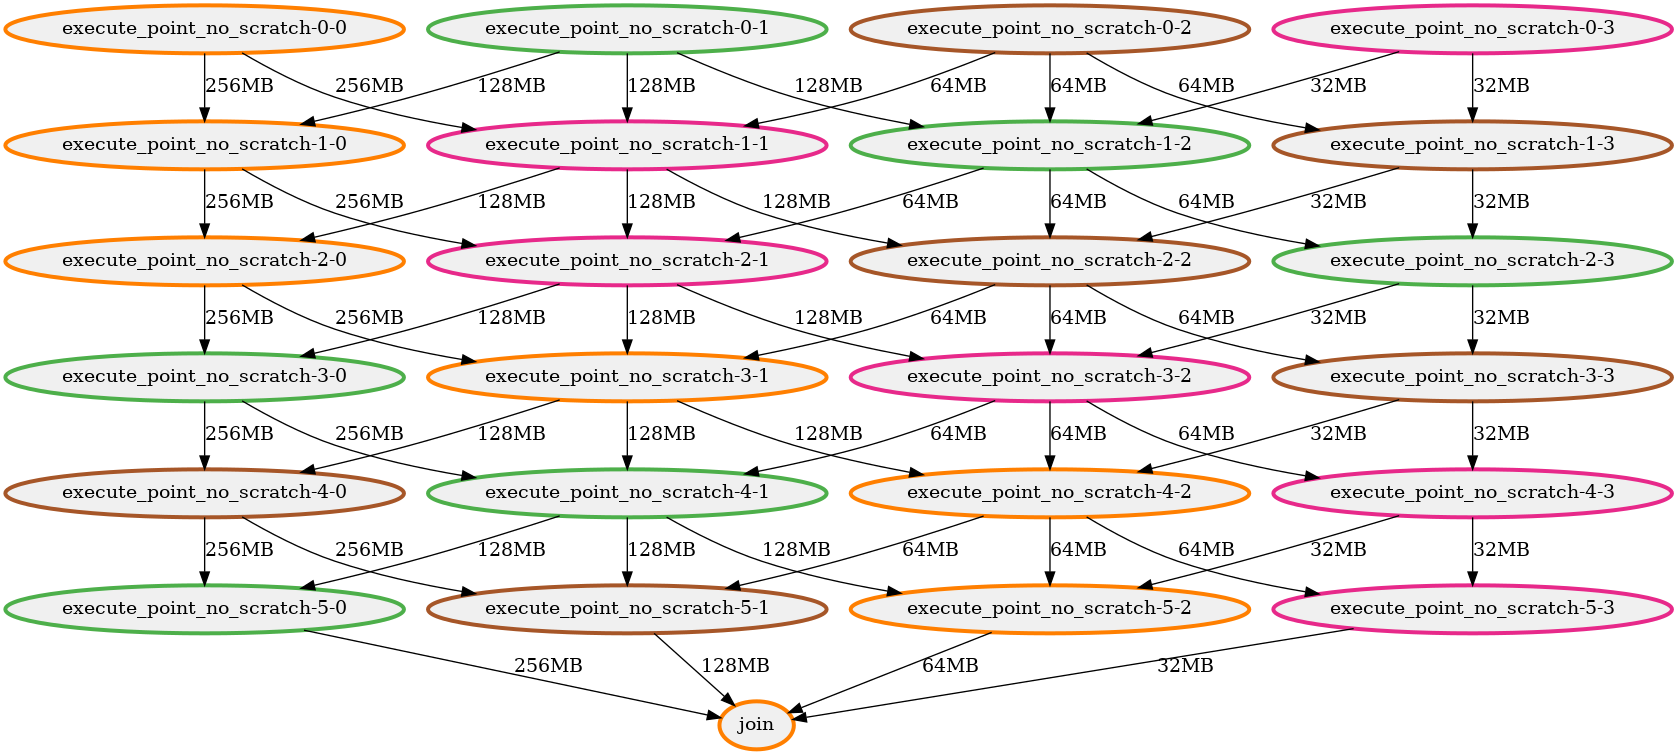 execute_point_no_scratch-0-0 execute_point_no_scratch-0-1 execute_point_no_scratch-0-2 execute_point_no_scratch-0-3
256MB 256MB 128MB 128MB 128MB 64MB 64MB 64MB 32MB 32MB
execute_point_no_scratch-1-0 execute_point_no_scratch-1-1 execute_point_no_scratch-1-2 execute_point_no_scratch-1-3
256MB 256MB 128MB 128MB 128MB 64MB 64MB 64MB 32MB 32MB
execute_point_no_scratch-2-0 execute_point_no_scratch-2-1 execute_point_no_scratch-2-2 execute_point_no_scratch-2-3
256MB 256MB 128MB 128MB 128MB 64MB 64MB 64MB 32MB 32MB
execute_point_no_scratch-3-0 execute_point_no_scratch-3-1 execute_point_no_scratch-3-2 execute_point_no_scratch-3-3
256MB 256MB 128MB 128MB 128MB 64MB 64MB 64MB 32MB 32MB
execute_point_no_scratch-4-0 execute_point_no_scratch-4-1 execute_point_no_scratch-4-2 execute_point_no_scratch-4-3
256MB 256MB 128MB 128MB 128MB 64MB 64MB 64MB 32MB 32MB
execute_point_no_scratch-5-0 execute_point_no_scratch-5-1 execute_point_no_scratch-5-2 execute_point_no_scratch-5-3
256MB 128MB 64MB 32MB
join